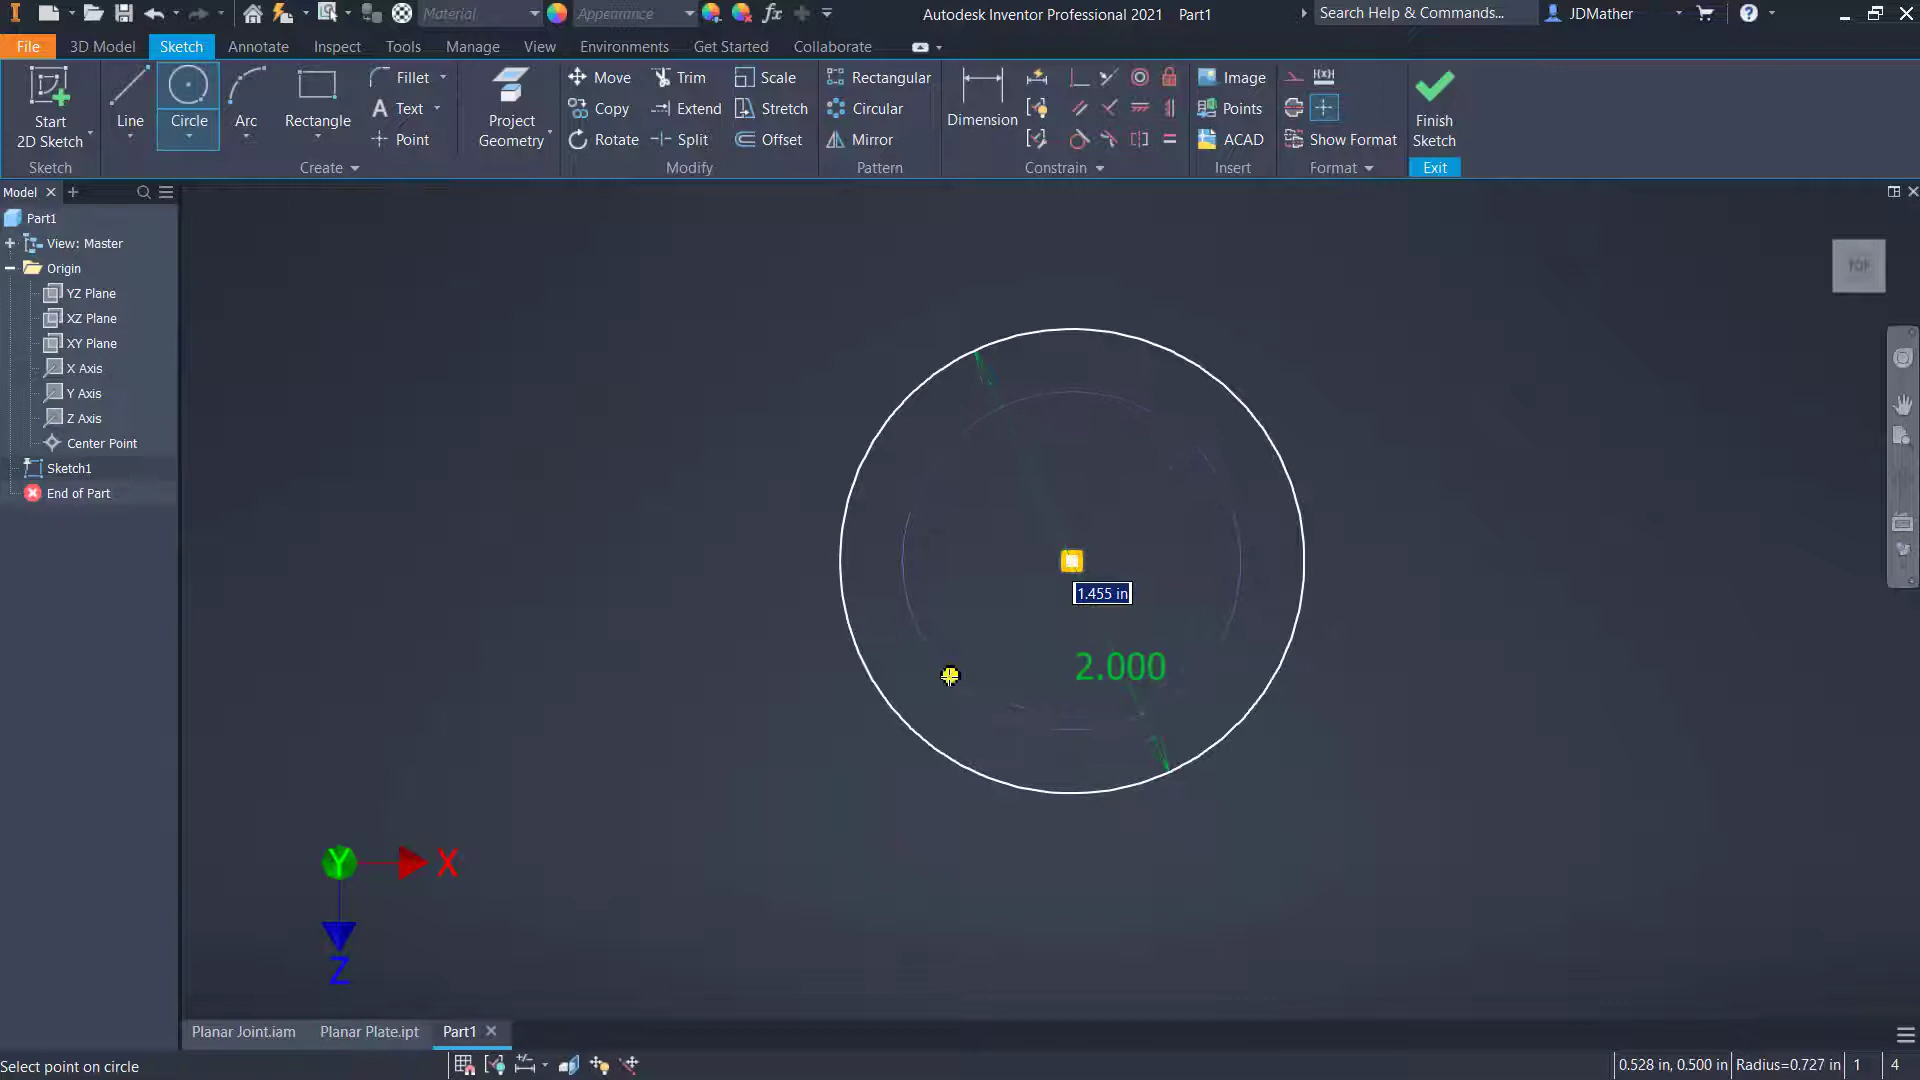 Material
Appearance
fx
Autodesk Inventor Professional 2021 Part1
Search Help & Commands...
JDMather
File
3D Model
Sketch
Annotate
Inspect
Tools
Manage
View
Environments
Get Started
Collaborate
Start
2D Sketch
Line
Circle
Arc
Rectangle
Fillet
Text
Point
Project
Geometry
Move
Copy
Rotate
Trim
Extend
Split
Scale
Stretch
Offset
Rectangular
Circular
Mirror
Dimension
Image
Points
ACAD
Show Format
Finish
Sketch
Sketch
Create
Modify
Pattern
Constrain
Insert
Format
Exit
Model
Part1
View: Master
Origin
YZ Plane
XZ Plane
XY Plane
X Axis
Y Axis
Z Axis
Center Point
Sketch1
End of Part
TOP
1.455 in
2.000
Y
X
Z
Planar Joint.iam
Planar Plate.ipt
Part1
Select point on circle
0.528 in, 0.500 in
Radius=0.727 in
1
4